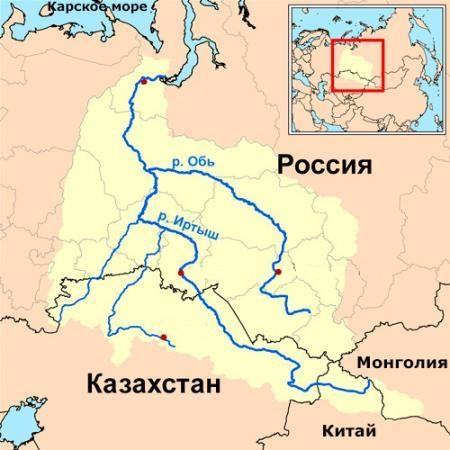 Карское море
р. Обь
Россия
р. Иртыш
Монголия
Казахстан
Китай